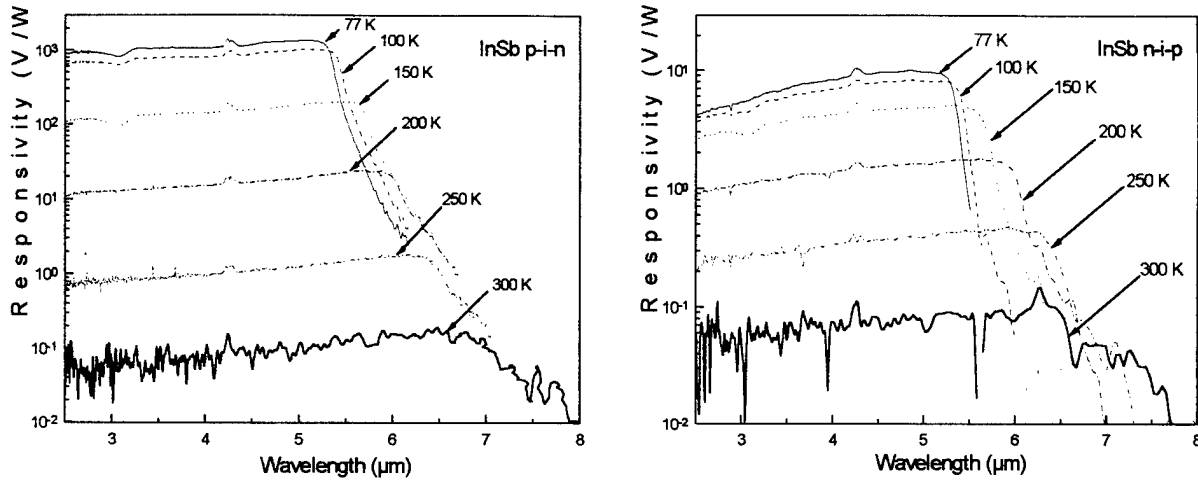 Responsivity (V/W)
10³
10²
10¹
10⁰
10⁻¹
10⁻²
3 4 5 6 7 8
Wavelength (µm)
InSb p-i-n
77 K
100 K
150 K
200 K
250 K
300 K
Responsivity (V/W)
10¹
10⁰
10⁻¹
10⁻²
3 4 5 6 7 8
Wavelength (µm)
InSb n-i-p
77 K
100 K
150 K
200 K
250 K
300 K